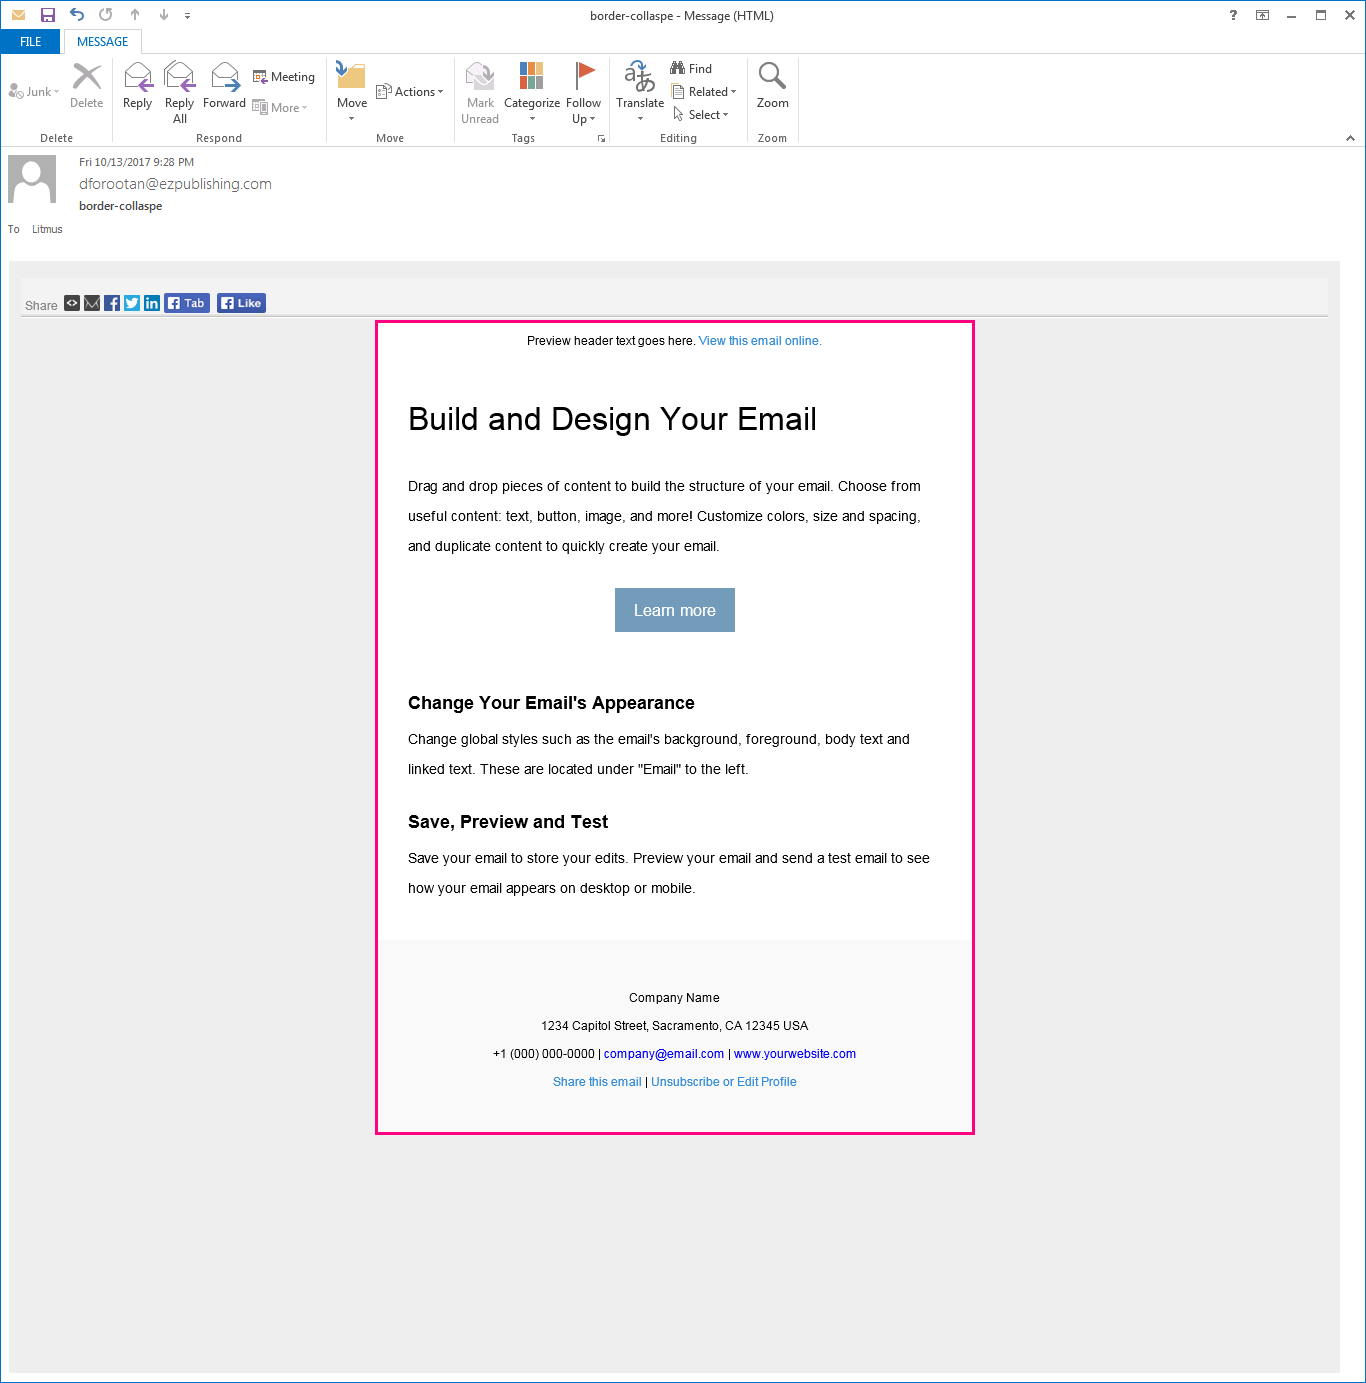 border-collaspe - Message (HTML)
?
FILE
MESSAGE
Junk
Delete
Reply
Reply All
Forward
Meeting
More
Move
Actions
Mark Unread
Categorize
Follow Up
Translate
Find
Related
Select
Zoom
Delete
Respond
Move
Tags
Editing
Zoom
Fri 10/13/2017 9:28 PM
dforootan@ezpublishing.com
border-collaspe
To Litmus
Share Tab Like
Preview header text goes here. View this email online.
Build and Design Your Email
Drag and drop pieces of content to build the structure of your email. Choose from
useful content: text, button, image, and more! Customize colors, size and spacing,
and duplicate content to quickly create your email.
Learn more
Change Your Email's Appearance
Change global styles such as the email's background, foreground, body text and
linked text. These are located under "Email" to the left.
Save, Preview and Test
Save your email to store your edits. Preview your email and send a test email to see
how your email appears on desktop or mobile.
Company Name
1234 Capitol Street, Sacramento, CA 12345 USA
+1 (000) 000-0000 | company@email.com | www.yourwebsite.com
Share this email | Unsubscribe or Edit Profile